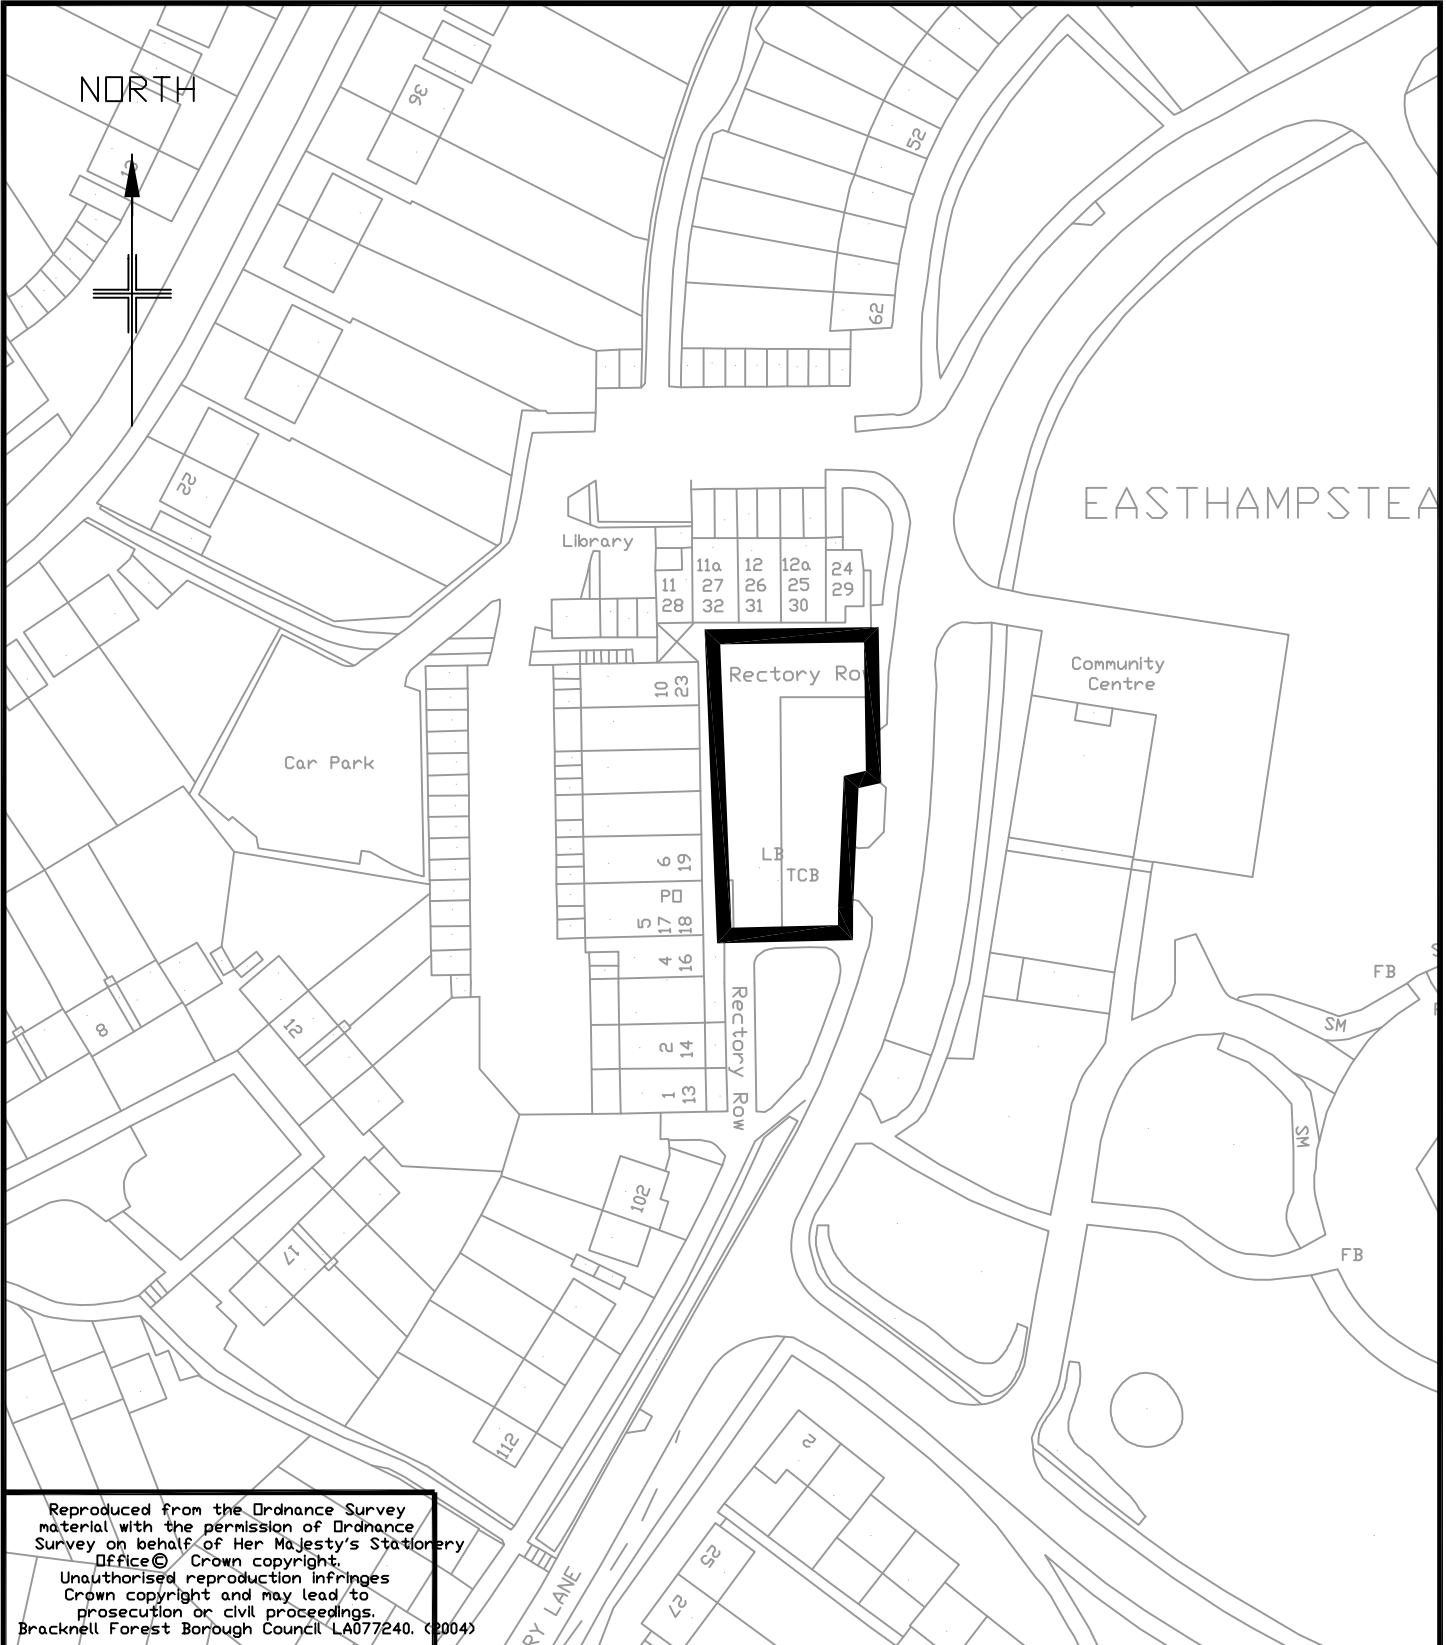 NORTH
13
36
52
62
22
EASTHAMPSTEA
Library
11
28
11a
27
32
12
26
31
12a
25
30
24
29
Rectory Ro
Community
Centre
10
23
Car Park
LB
TCB
6
19
PO
5
17
18
4
16
FB
SM
8
12
2
14
Rectory Row
1
13
SM
102
17
FB
112
2
25
27
RY LANE
Reproduced from the Ordnance Survey
material with the permission of Ordnance
Survey on behalf of Her Majesty's Stationery
Office© Crown copyright.
Unauthorised reproduction infringes
Crown copyright and may lead to
prosecution or civil proceedings.
Bracknell Forest Borough Council LA077240. (2004)